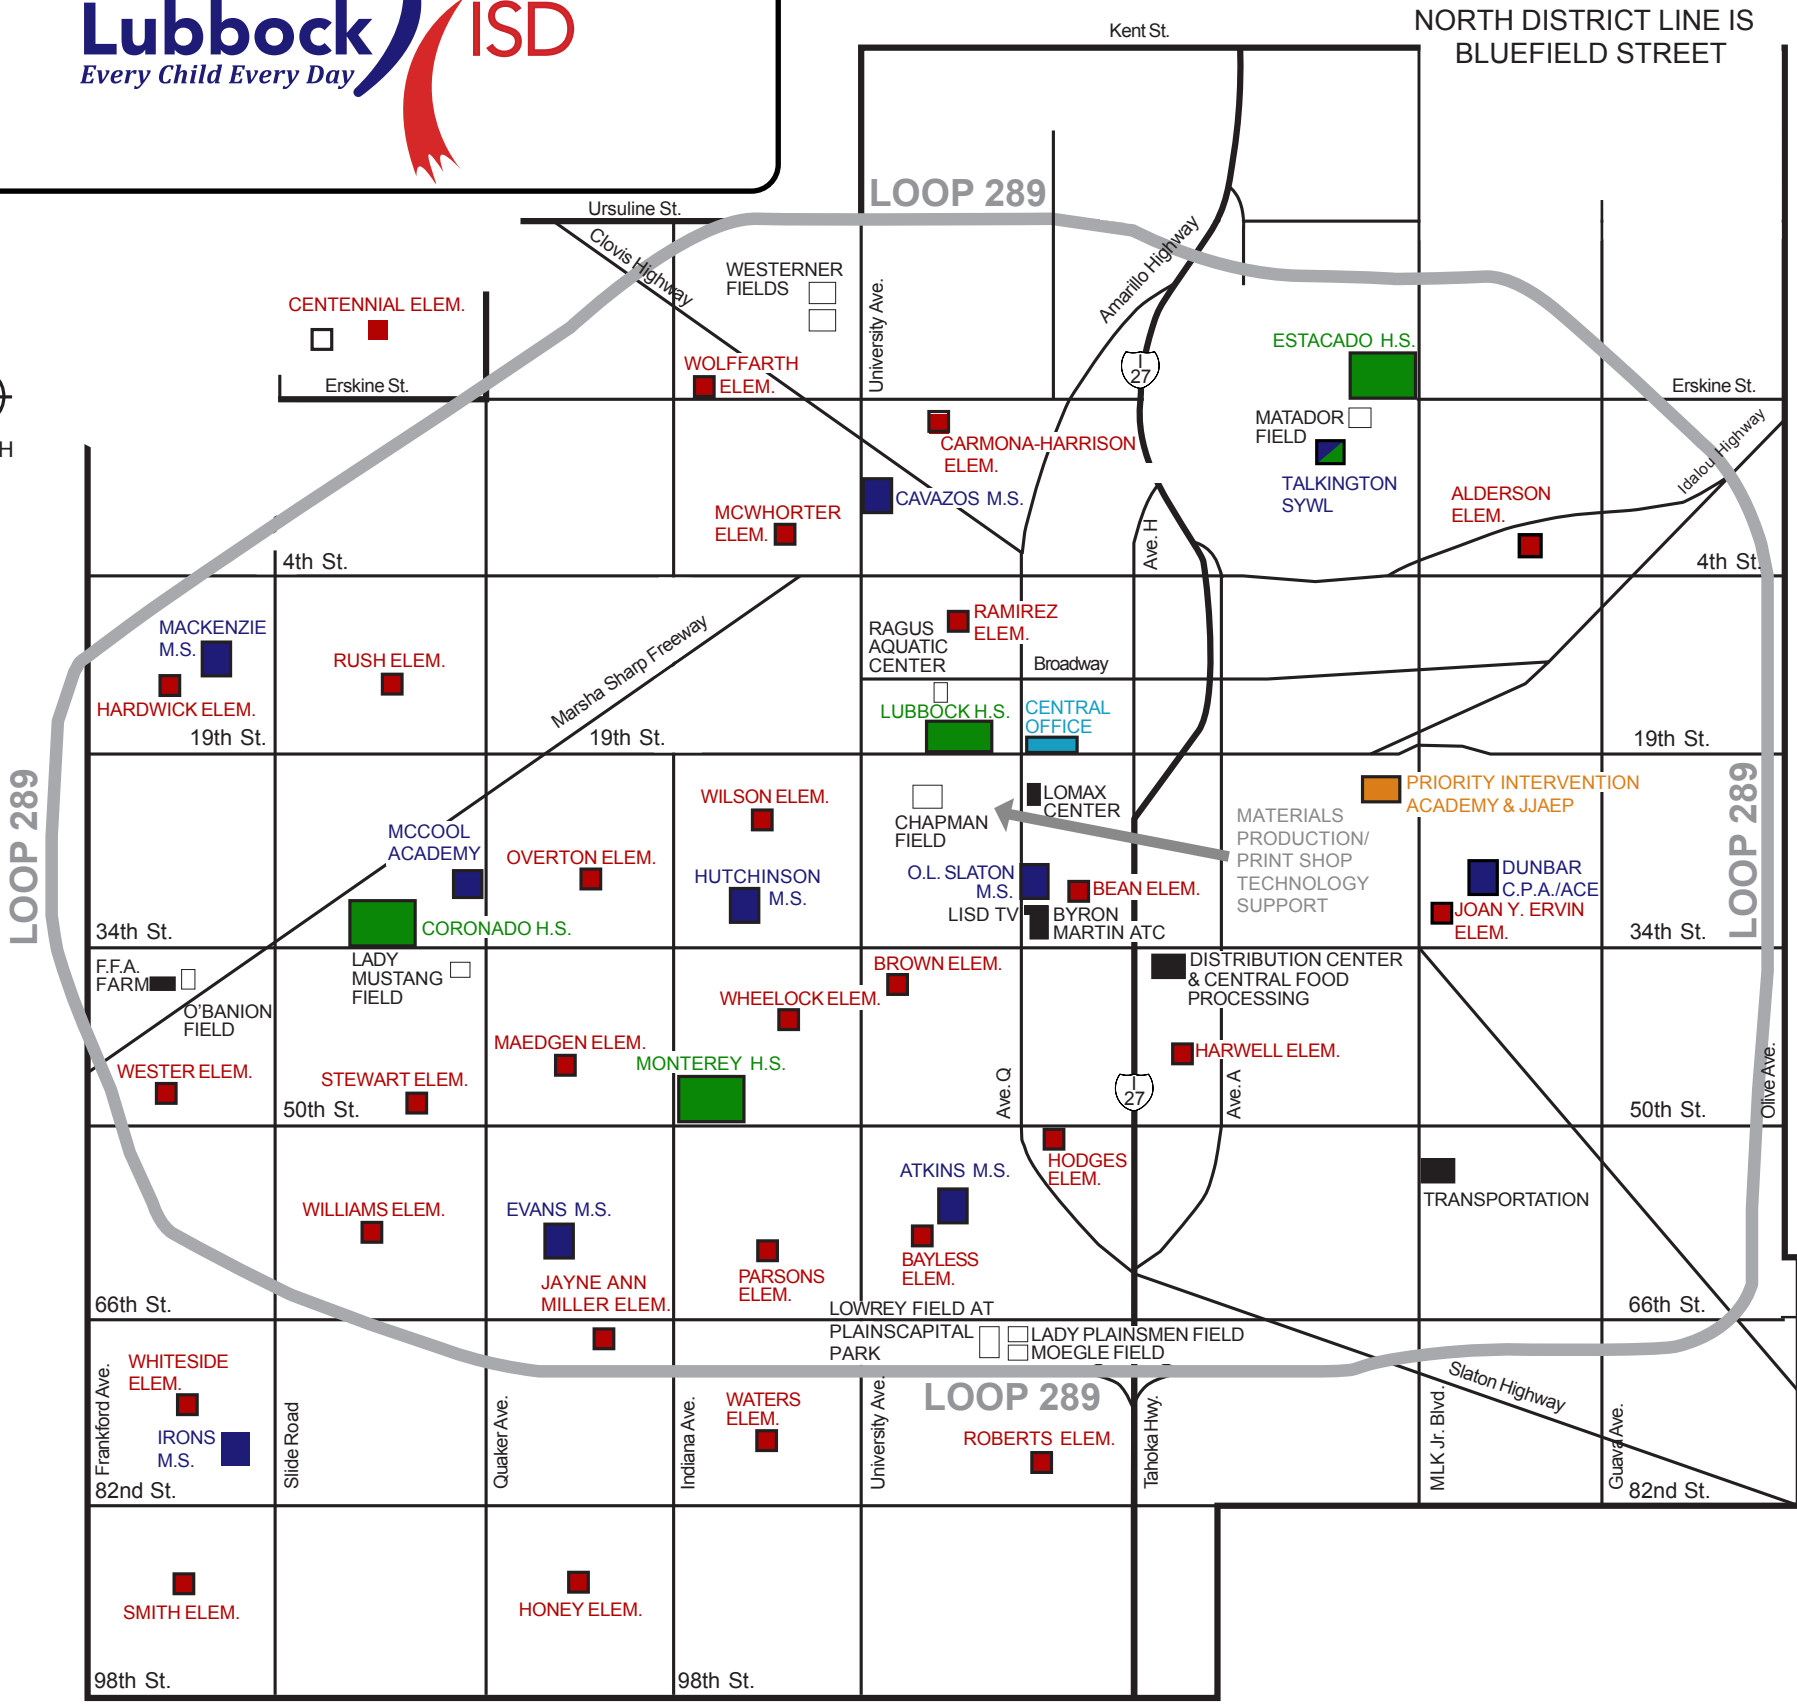 Lubbock ISD
Every Child Every Day
NORTH DISTRICT LINE IS
BLUEFIELD STREET
Kent St.
LOOP 289
Ursuline St.
Clovis Highway
Amarillo Highway
WESTERNER
FIELDS
University Ave.
CENTENNIAL ELEM.
Erskine St.
WOLFFARTH
ELEM.
I
27
ESTACADO H.S.
Erskine St.
MATADOR
FIELD
CARMONA-HARRISON
ELEM.
Idalou Highway
H
TALKINGTON
SYWL
ALDERSON
ELEM.
CAVAZOS M.S.
MCWHORTER
ELEM.
Ave. H
4th St.
4th St.
MACKENZIE
M.S.
RUSH ELEM.
HARDWICK ELEM.
Marsha Sharp Freeway
RAGUS
AQUATIC
CENTER
RAMIREZ
ELEM.
Broadway
LUBBOCK H.S.
CENTRAL
OFFICE
19th St.
19th St.
19th St.
LOOP 289
LOOP 289
WILSON ELEM.
CHAPMAN
FIELD
LOMAX
CENTER
MATERIALS
PRODUCTION/
PRINT SHOP
TECHNOLOGY
SUPPORT
PRIORITY INTERVENTION
ACADEMY & JJAEP
MCCOOL
ACADEMY
OVERTON ELEM.
HUTCHINSON
M.S.
O.L. SLATON
M.S.
BEAN ELEM.
DUNBAR
C.P.A./ACE
LISD TV
BYRON
MARTIN ATC
JOAN Y. ERVIN
ELEM.
CORONADO H.S.
34th St.
34th St.
F.F.A.
FARM
O'BANION
FIELD
LADY
MUSTANG
FIELD
BROWN ELEM.
WHEELOCK ELEM.
DISTRIBUTION CENTER
& CENTRAL FOOD
PROCESSING
MAEDGEN ELEM.
HARWELL ELEM.
MONTEREY H.S.
WESTER ELEM.
STEWART ELEM.
Ave. Q
I
27
Ave. A
Olive Ave.
50th St.
50th St.
HODGES
ELEM.
ATKINS M.S.
TRANSPORTATION
WILLIAMS ELEM.
EVANS M.S.
BAYLESS
ELEM.
PARSONS
ELEM.
JAYNE ANN
MILLER ELEM.
66th St.
66th St.
LOWREY FIELD AT
PLAINSCAPITAL
PARK
LADY PLAINSMEN FIELD
MOEGLE FIELD
WHITESIDE
ELEM.
LOOP 289
Slaton Highway
WATERS
ELEM.
IRONS
M.S.
ROBERTS ELEM.
Frankford Ave.
Slide Road
Quaker Ave.
Indiana Ave.
University Ave.
Tahoka Hwy.
MLK Jr. Blvd.
Guava Ave.
82nd St.
82nd St.
SMITH ELEM.
HONEY ELEM.
98th St.
98th St.